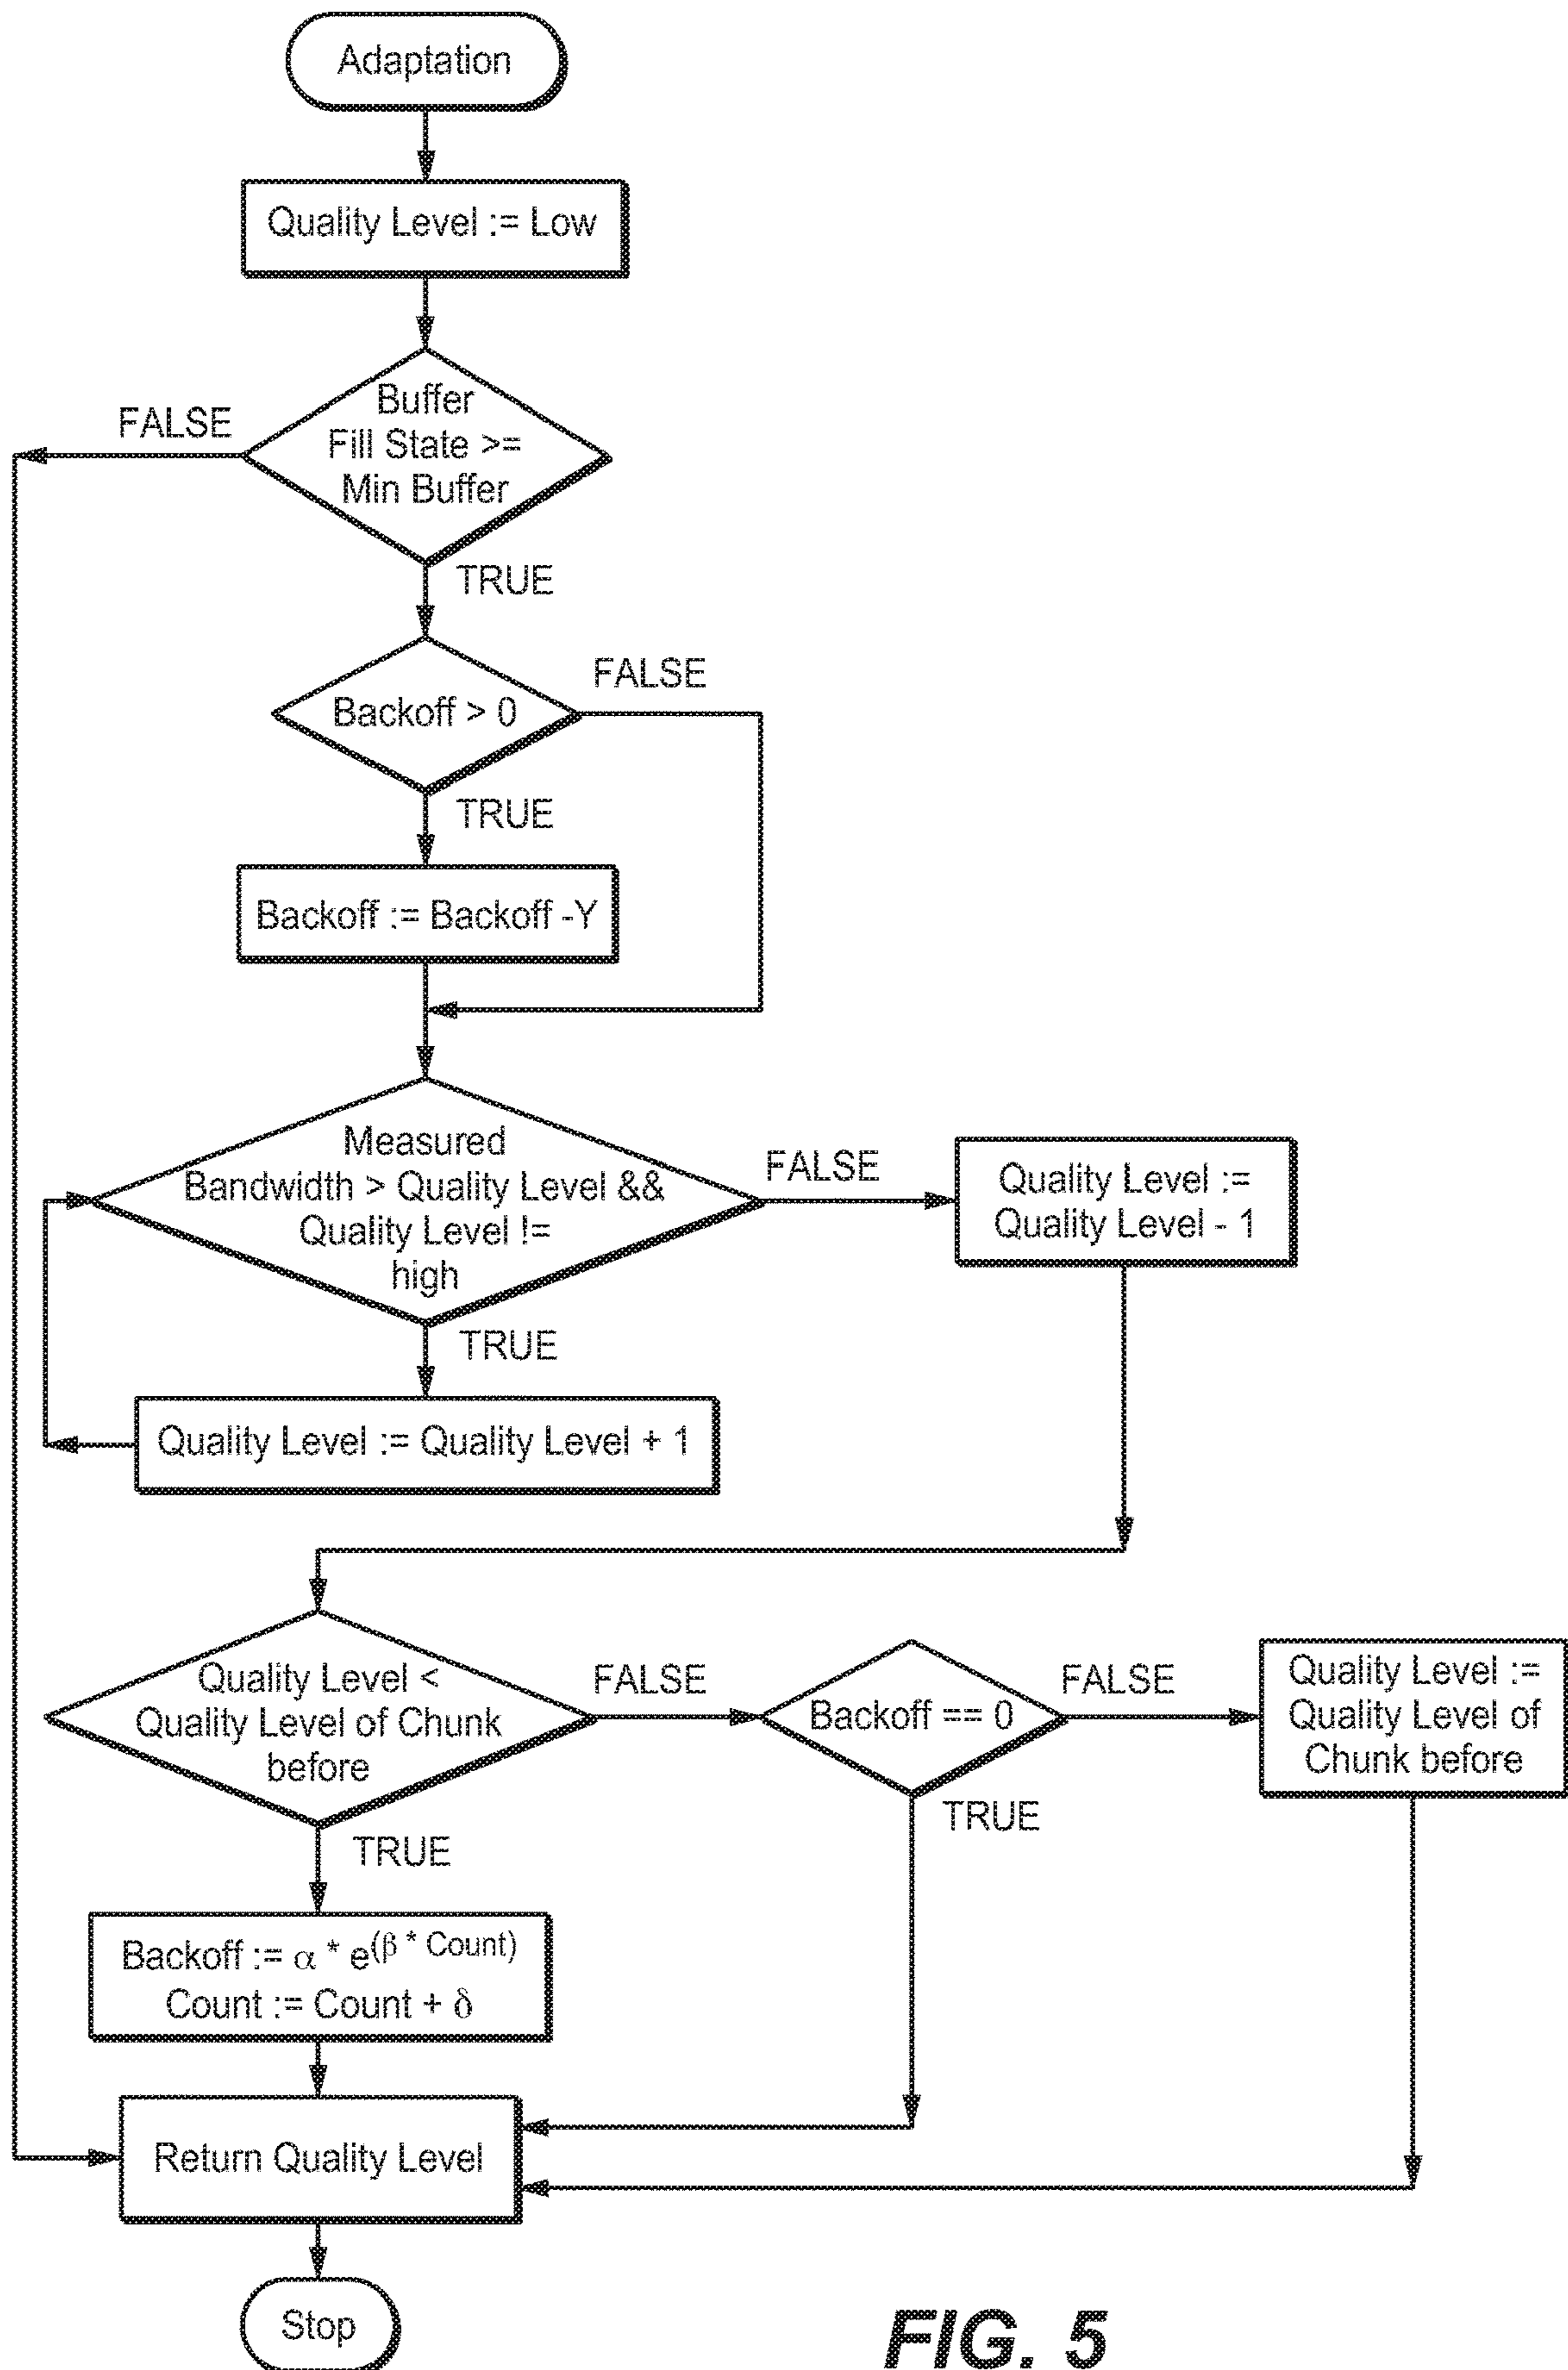 Adaptation
Quality Level := Low
Buffer
Fill State >=
Min Buffer
FALSE
TRUE
Backoff > 0
FALSE
TRUE
Backoff := Backoff -Y
Measured
Bandwidth > Quality Level &&
Quality Level !=
high
FALSE
Quality Level :=
Quality Level - 1
TRUE
Quality Level := Quality Level + 1
Quality Level <
Quality Level of Chunk
before
FALSE
Backoff == 0
FALSE
Quality Level :=
Quality Level of
Chunk before
TRUE
TRUE
Backoff := α * e(β * Count)
Count := Count + δ
Return Quality Level
Stop
FIG. 5